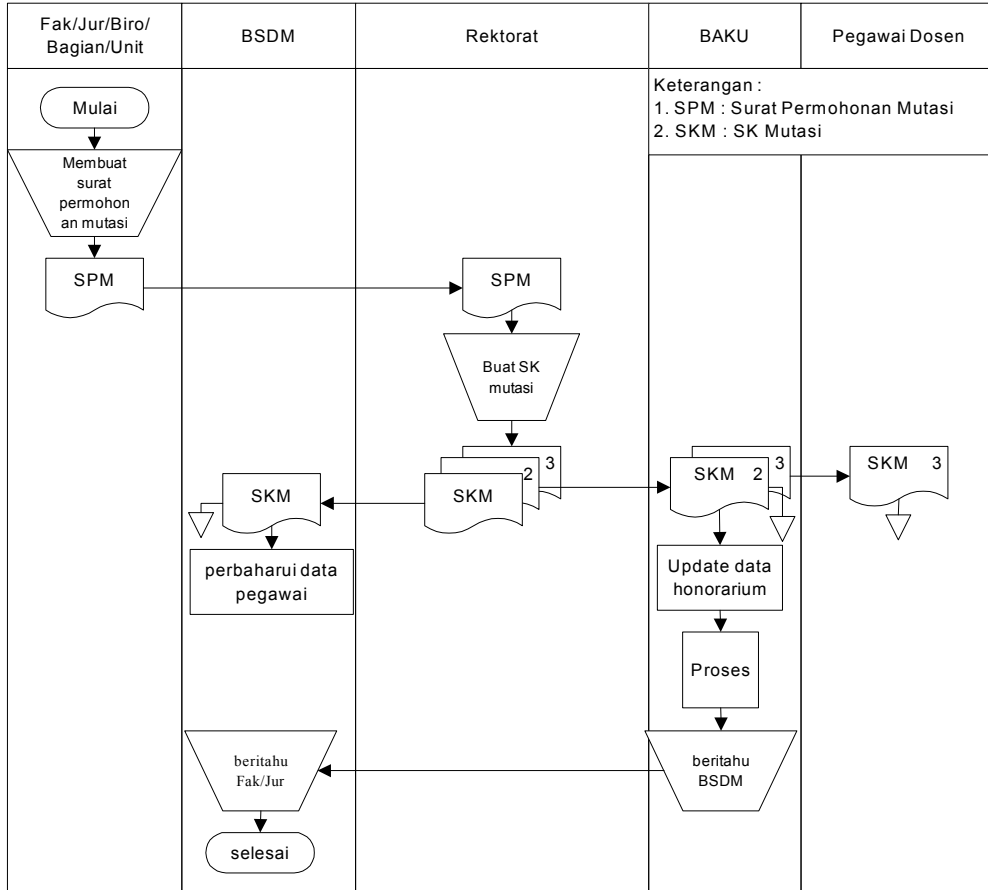 Fak/Jur/Biro/
Bagian/Unit
BSDM
Rektorat
BAKU
Pegawai Dosen
Keterangan :
1. SPM : Surat Permohonan Mutasi
2. SKM : SK Mutasi
Mulai
Membuat
surat
permohon
an mutasi
SPM
SPM
Buat SK
mutasi
3
2
SKM
SKM
3
SKM 2
SKM 3
perbaharui data
pegawai
Update data
honorarium
Proses
beritahu
BSDM
beritahu
Fak/Jur
selesai